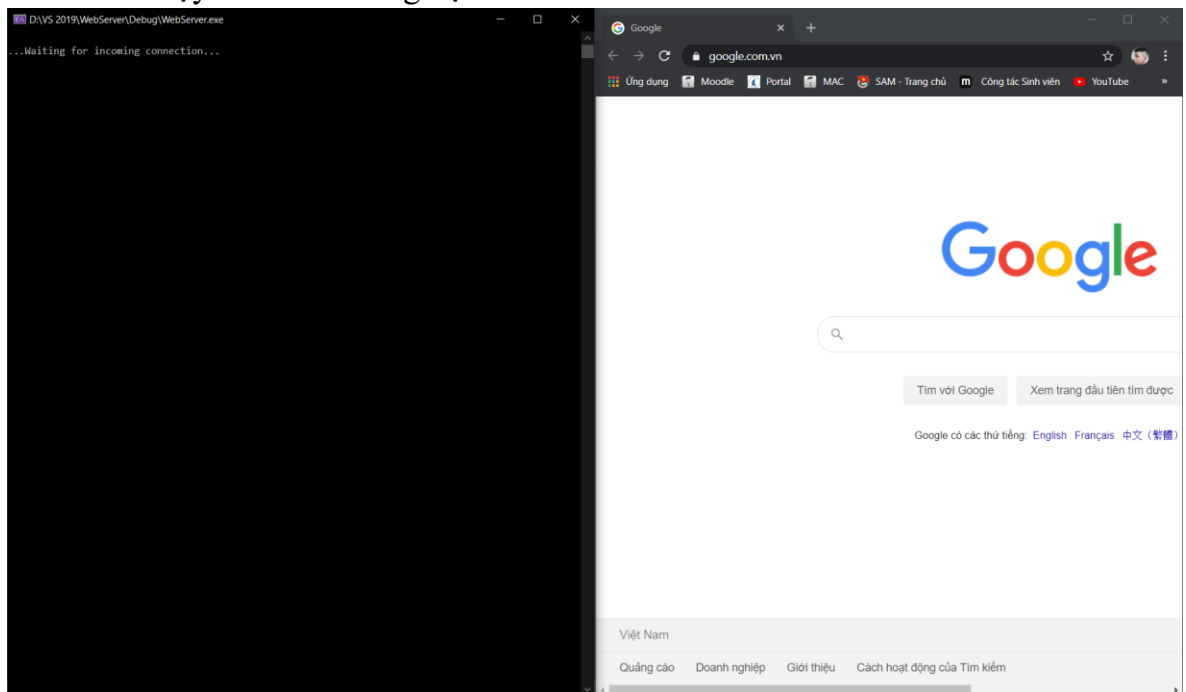 D:\VS 2019\WebServer\Debug\WebServer.exe
...Waiting for incoming connection...
Google
google.com.vn
Ứng dụng Moodle Portal MAC SAM - Trang chủ m Công tác Sinh viên YouTube »
Google
Tìm với Google Xem trang đầu tiên tìm được
Google có các thứ tiếng: English Français 中文 (繁體)
Việt Nam
Quảng cáo Doanh nghiệp Giới thiệu Cách hoạt động của Tìm kiếm